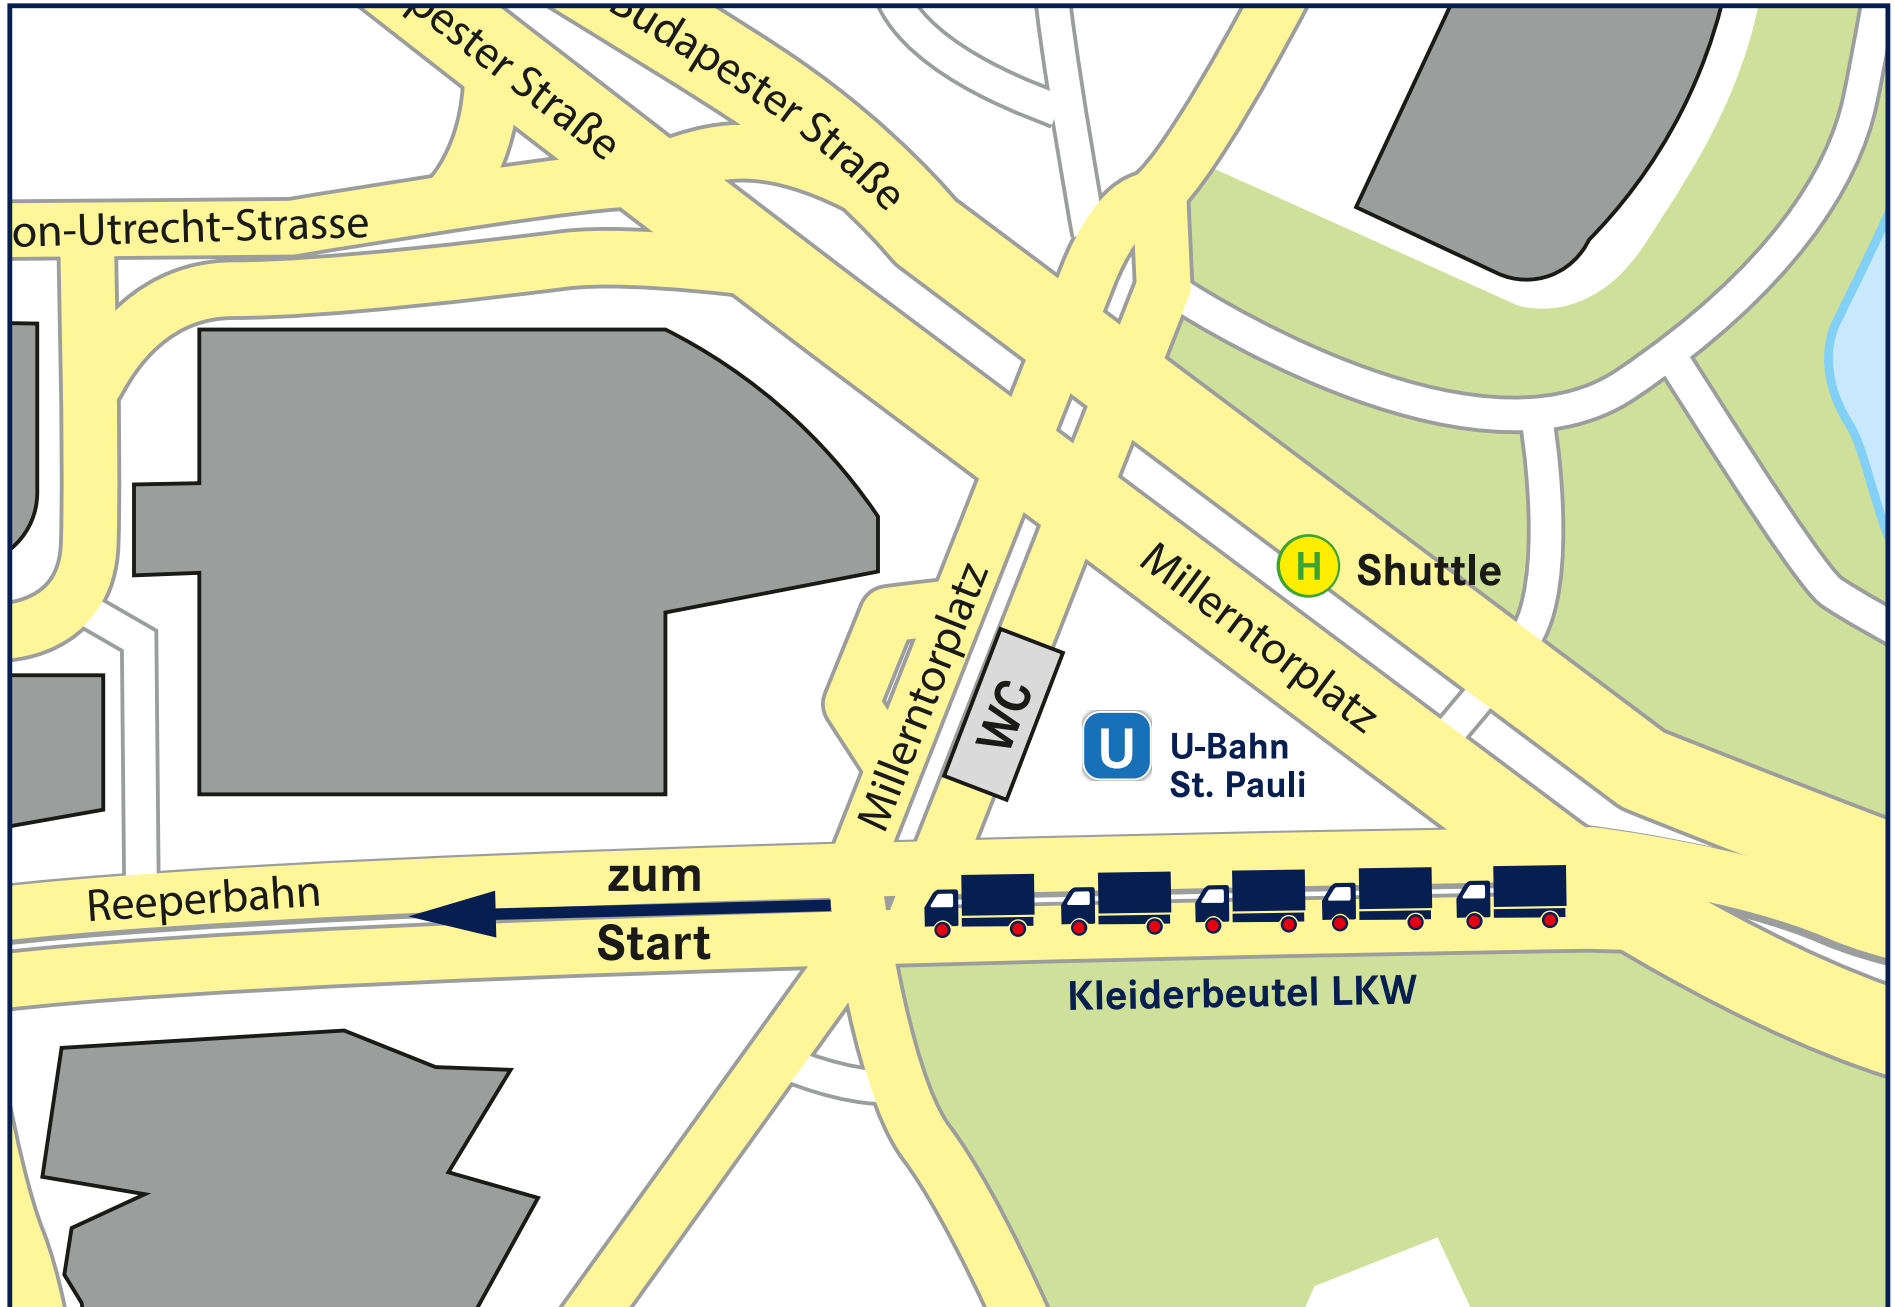 pester Straße
Budapester Straße
on-Utrecht-Strasse
H
Shuttle
Millerntorplatz
Millerntorplatz
WC
U
U-Bahn
St. Pauli
Reeperbahn
zum
Start
Kleiderbeutel LKW